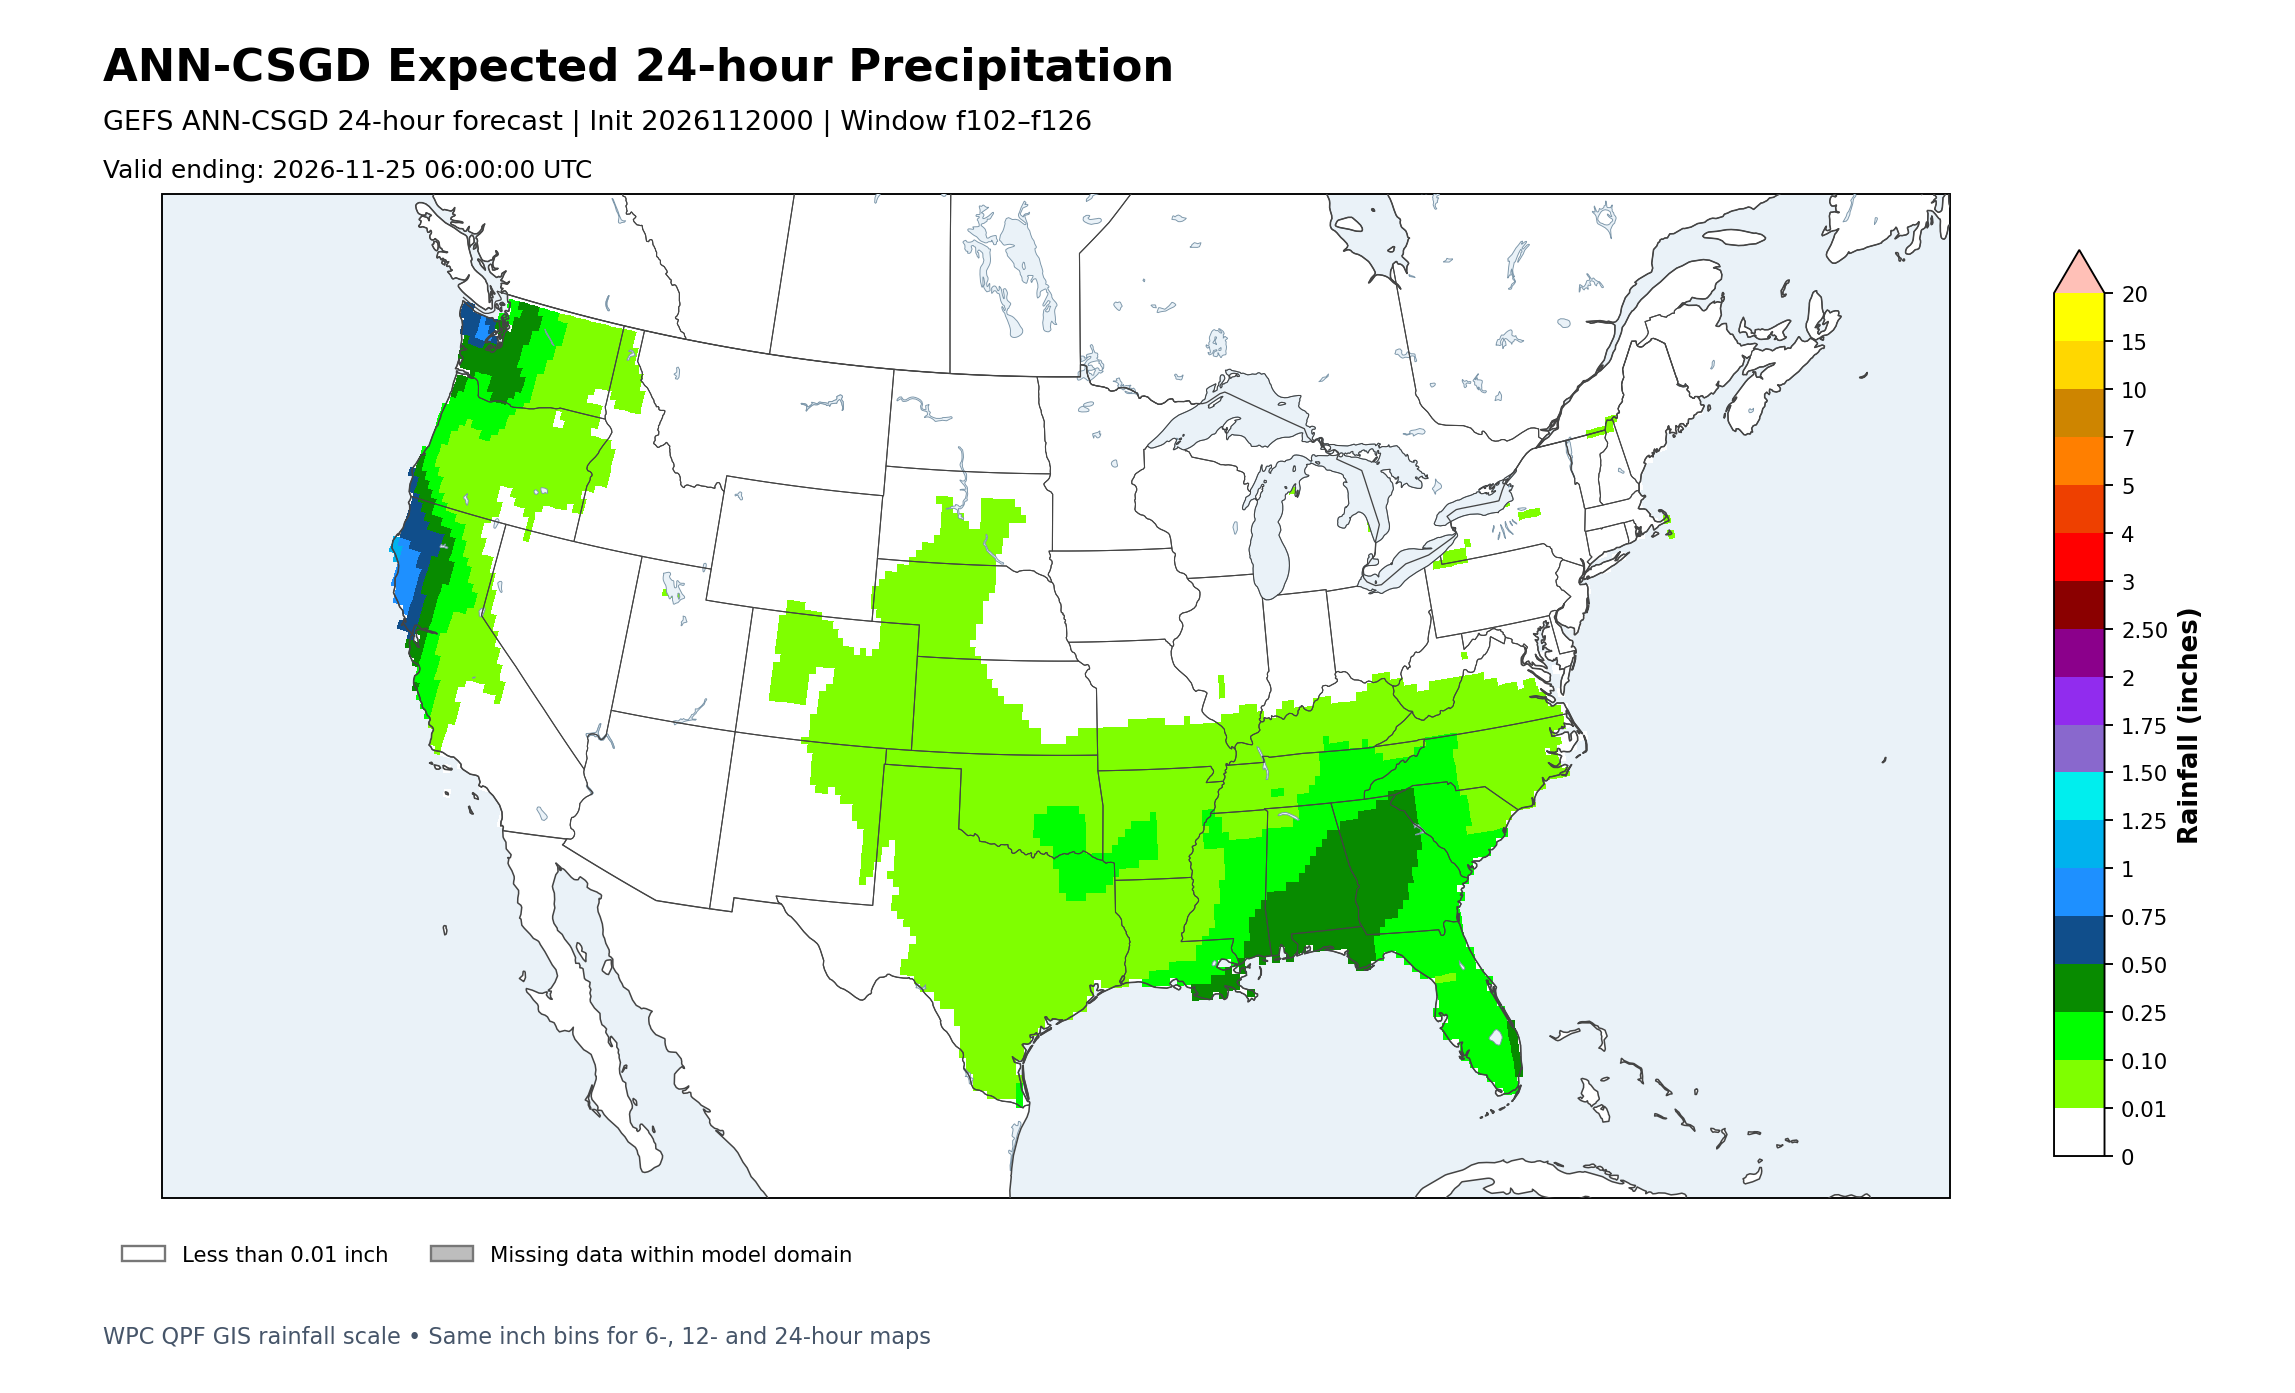 ANN-CSGD Expected 24-hour Precipitation
GEFS ANN-CSGD 24-hour forecast | Init 2026112000 | Window f102–f126
Valid ending: 2026-11-25 06:00:00 UTC
20
15
10
7
5
4
3
2.50
2
1.75
1.50
1.25
1
0.75
0.50
0.25
0.10
0.01
0
Rainfall (inches)
Less than 0.01 inch
Missing data within model domain
WPC QPF GIS rainfall scale • Same inch bins for 6-, 12- and 24-hour maps